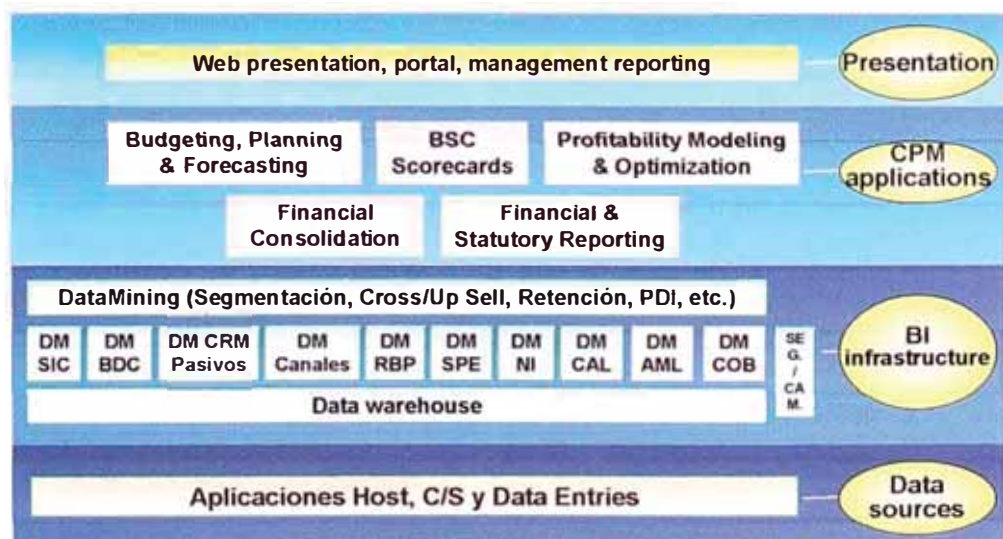 Web presentation, portal, management reporting
Presentation
Budgeting, Planning
& Forecasting
BSC
Scorecards
Profitability Modeling
& Optimization
CPM
applications
Financial
Consolidation
Financial &
Statutory Reporting
DataMining (Segmentación, Cross/Up Sell, Retención, PDI, etc.)
DM
SIC
DM
BDC
DM CRM
Pasivos
DM
Canales
DM
RBP
DM
SPE
DM
NI
DM
CAL
DM
AML
DM
COB
SE
G.
/
CA
M.
BI
infrastructure
Data warehouse
Aplicaciones Host, C/S y Data Entries
Data
sources